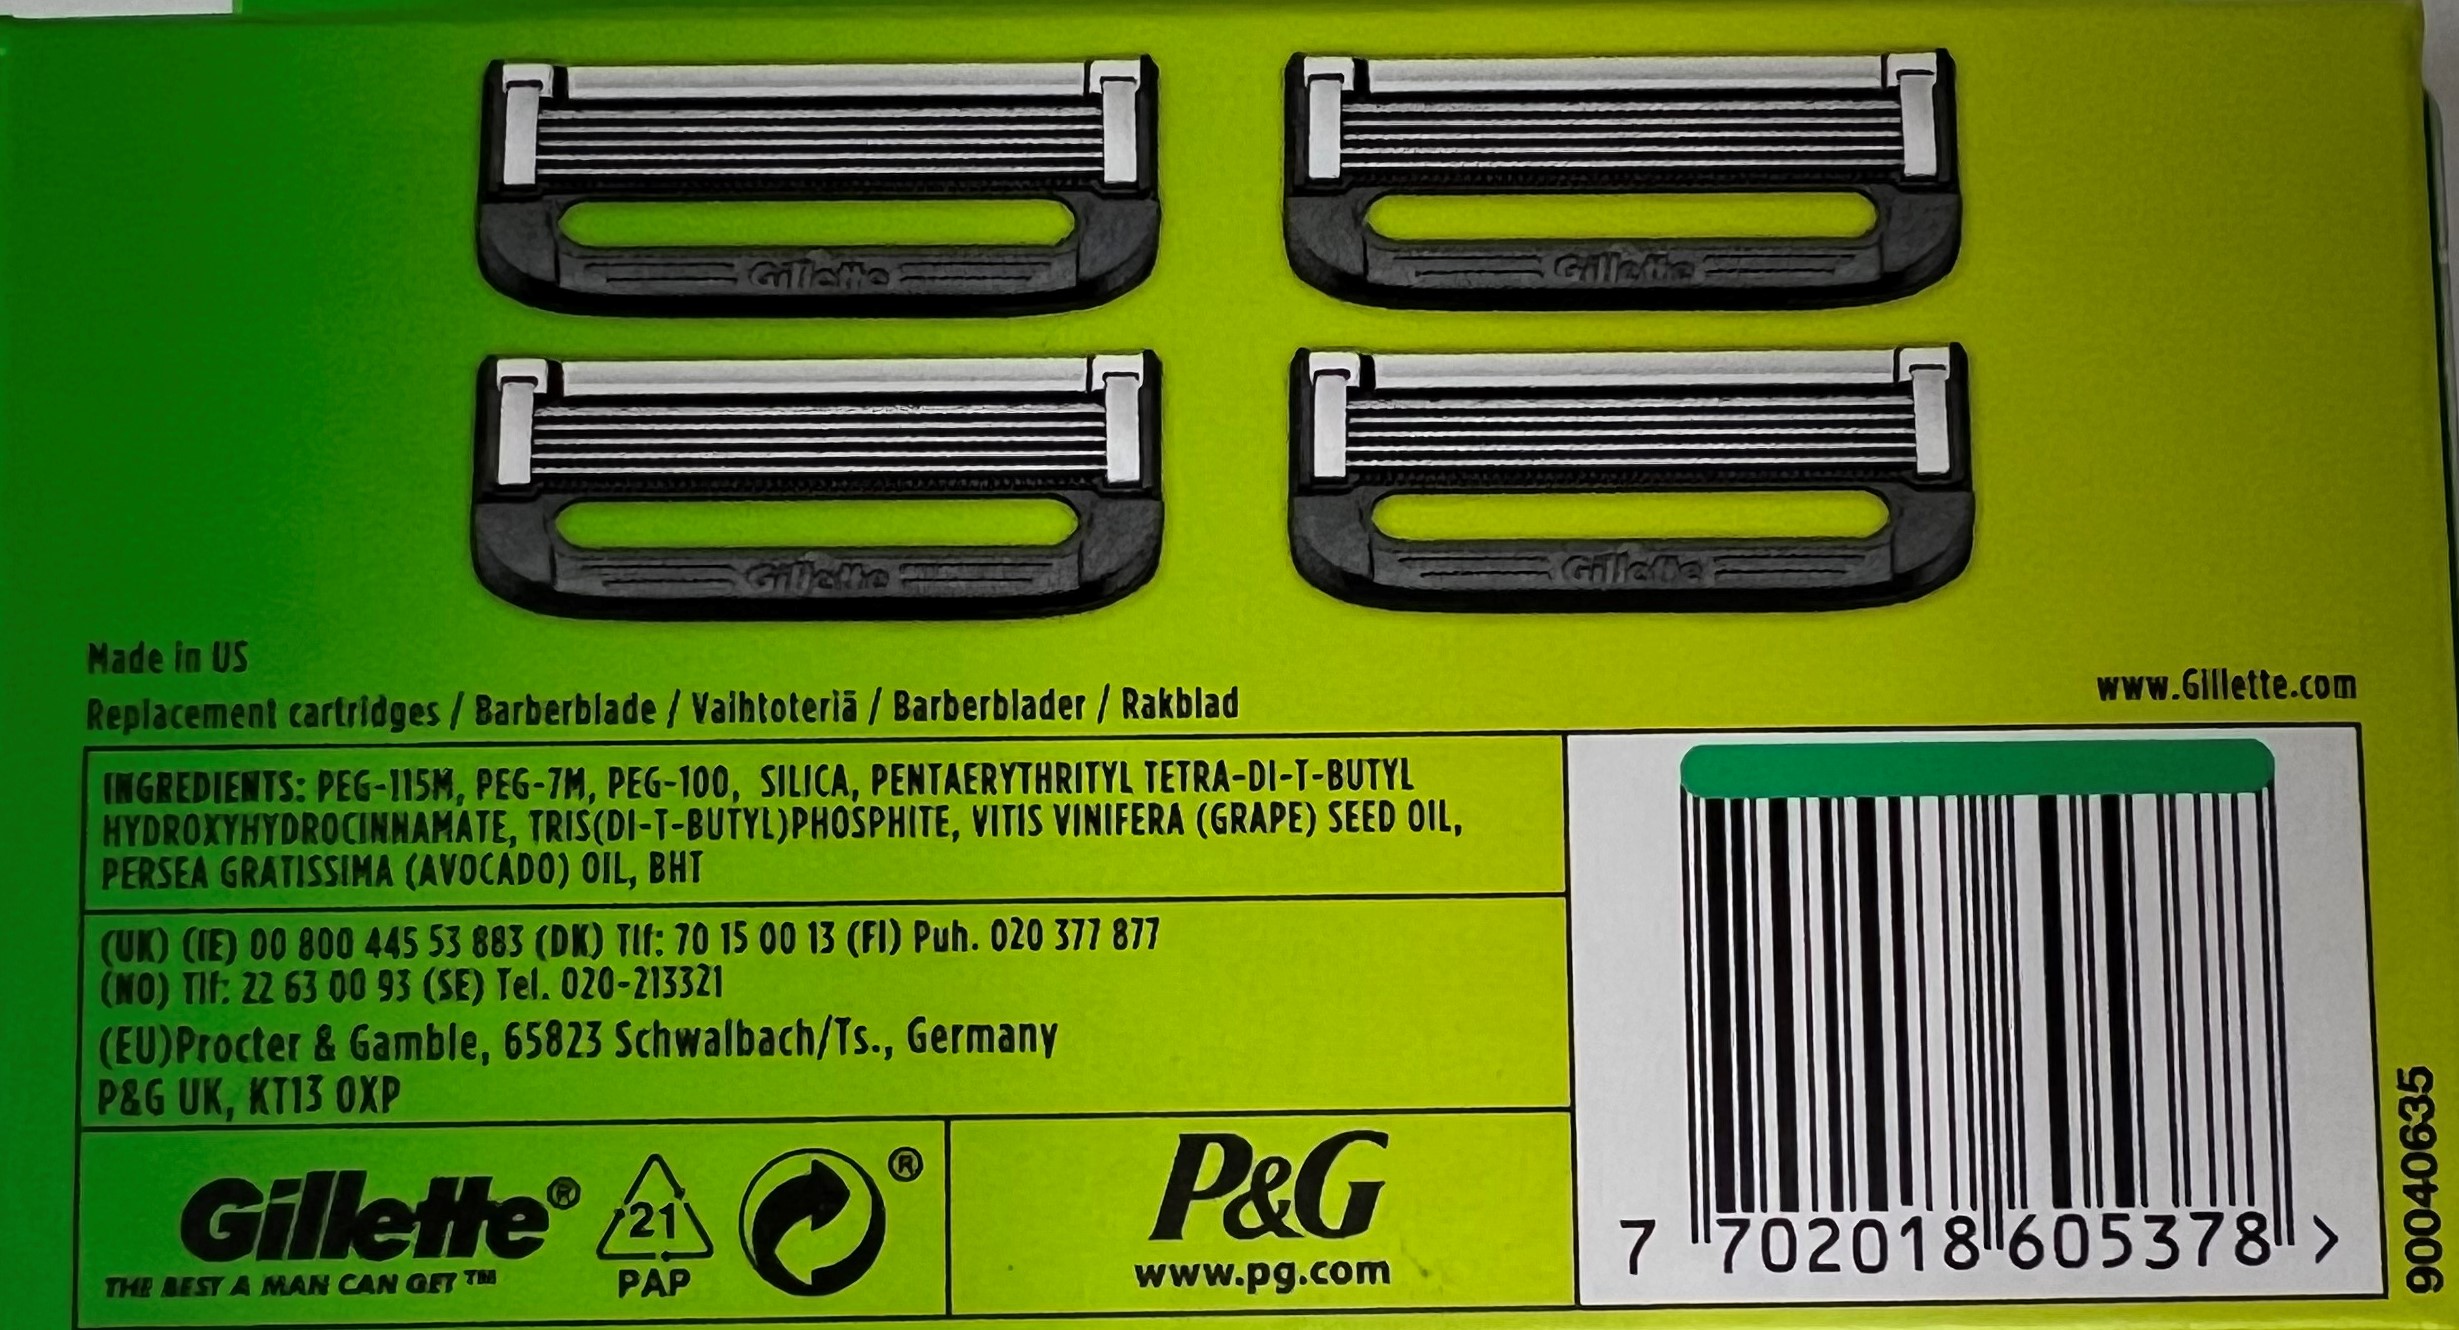 Gillette
Gillette
Gillette
Gillette
Made in US
www.Gillette.com
Replacement cartridges / Barberblade / Vaihtoteriä / Barberblader / Rakblad
INGREDIENTS: PEG-115M, PEG-7M, PEG-100, SILICA, PENTAERYTHRITYL TETRA-DI-T-BUTYL
HYDROXYHYDROCINNAMATE, TRIS(DI-T-BUTYL)PHOSPHITE, VITIS VINIFERA (GRAPE) SEED OIL,
PERSEA GRATISSIMA (AVOCADO) OIL, BHT
(UK) (IE) 00 800 445 53 883 (DK) Tlf: 70 15 00 13 (FI) Puh. 020 377 877
(NO) Tlf: 22 63 00 93 (SE) Tel. 020-213321
(EU)Procter & Gamble, 65823 Schwalbach/Ts., Germany
P&G UK, KT13 0XP
Gillette®
THE BEST A MAN CAN GET™
21
PAP
®
P&G
www.pg.com
7 702018 605378 >
90040635